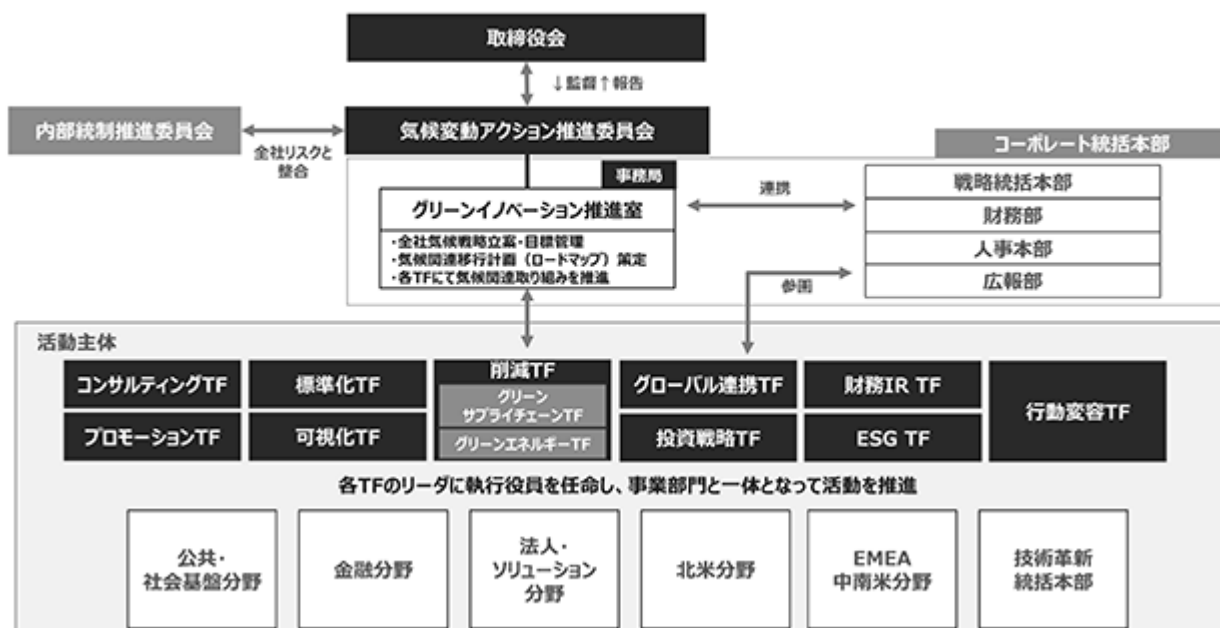 取締役会
↓監督↑報告
内部統制推進委員会
気候変動アクション推進委員会
全社リスクと
整合
コーポレート統括本部
事務局
グリーンイノベーション推進室
・全社気候戦略立案・目標管理
・気候関連移行計画（ロードマップ）策定
・各TFにて気候関連取り組みを推進
連携
戦略統括本部
財務部
人事本部
広報部
参画
活動主体
コンサルティングTF
標準化TF
削減TF
グリーン
サプライチェーンTF
グリーンエネルギーTF
グローバル連携TF
財務IR TF
行動変容TF
プロモーションTF
可視化TF
投資戦略TF
ESG TF
各TFのリーダに執行役員を任命し、事業部門と一体となって活動を推進
公共・
社会基盤分野
金融分野
法人・
ソリューション
分野
北米分野
EMEA
中南米分野
技術革新
統括本部